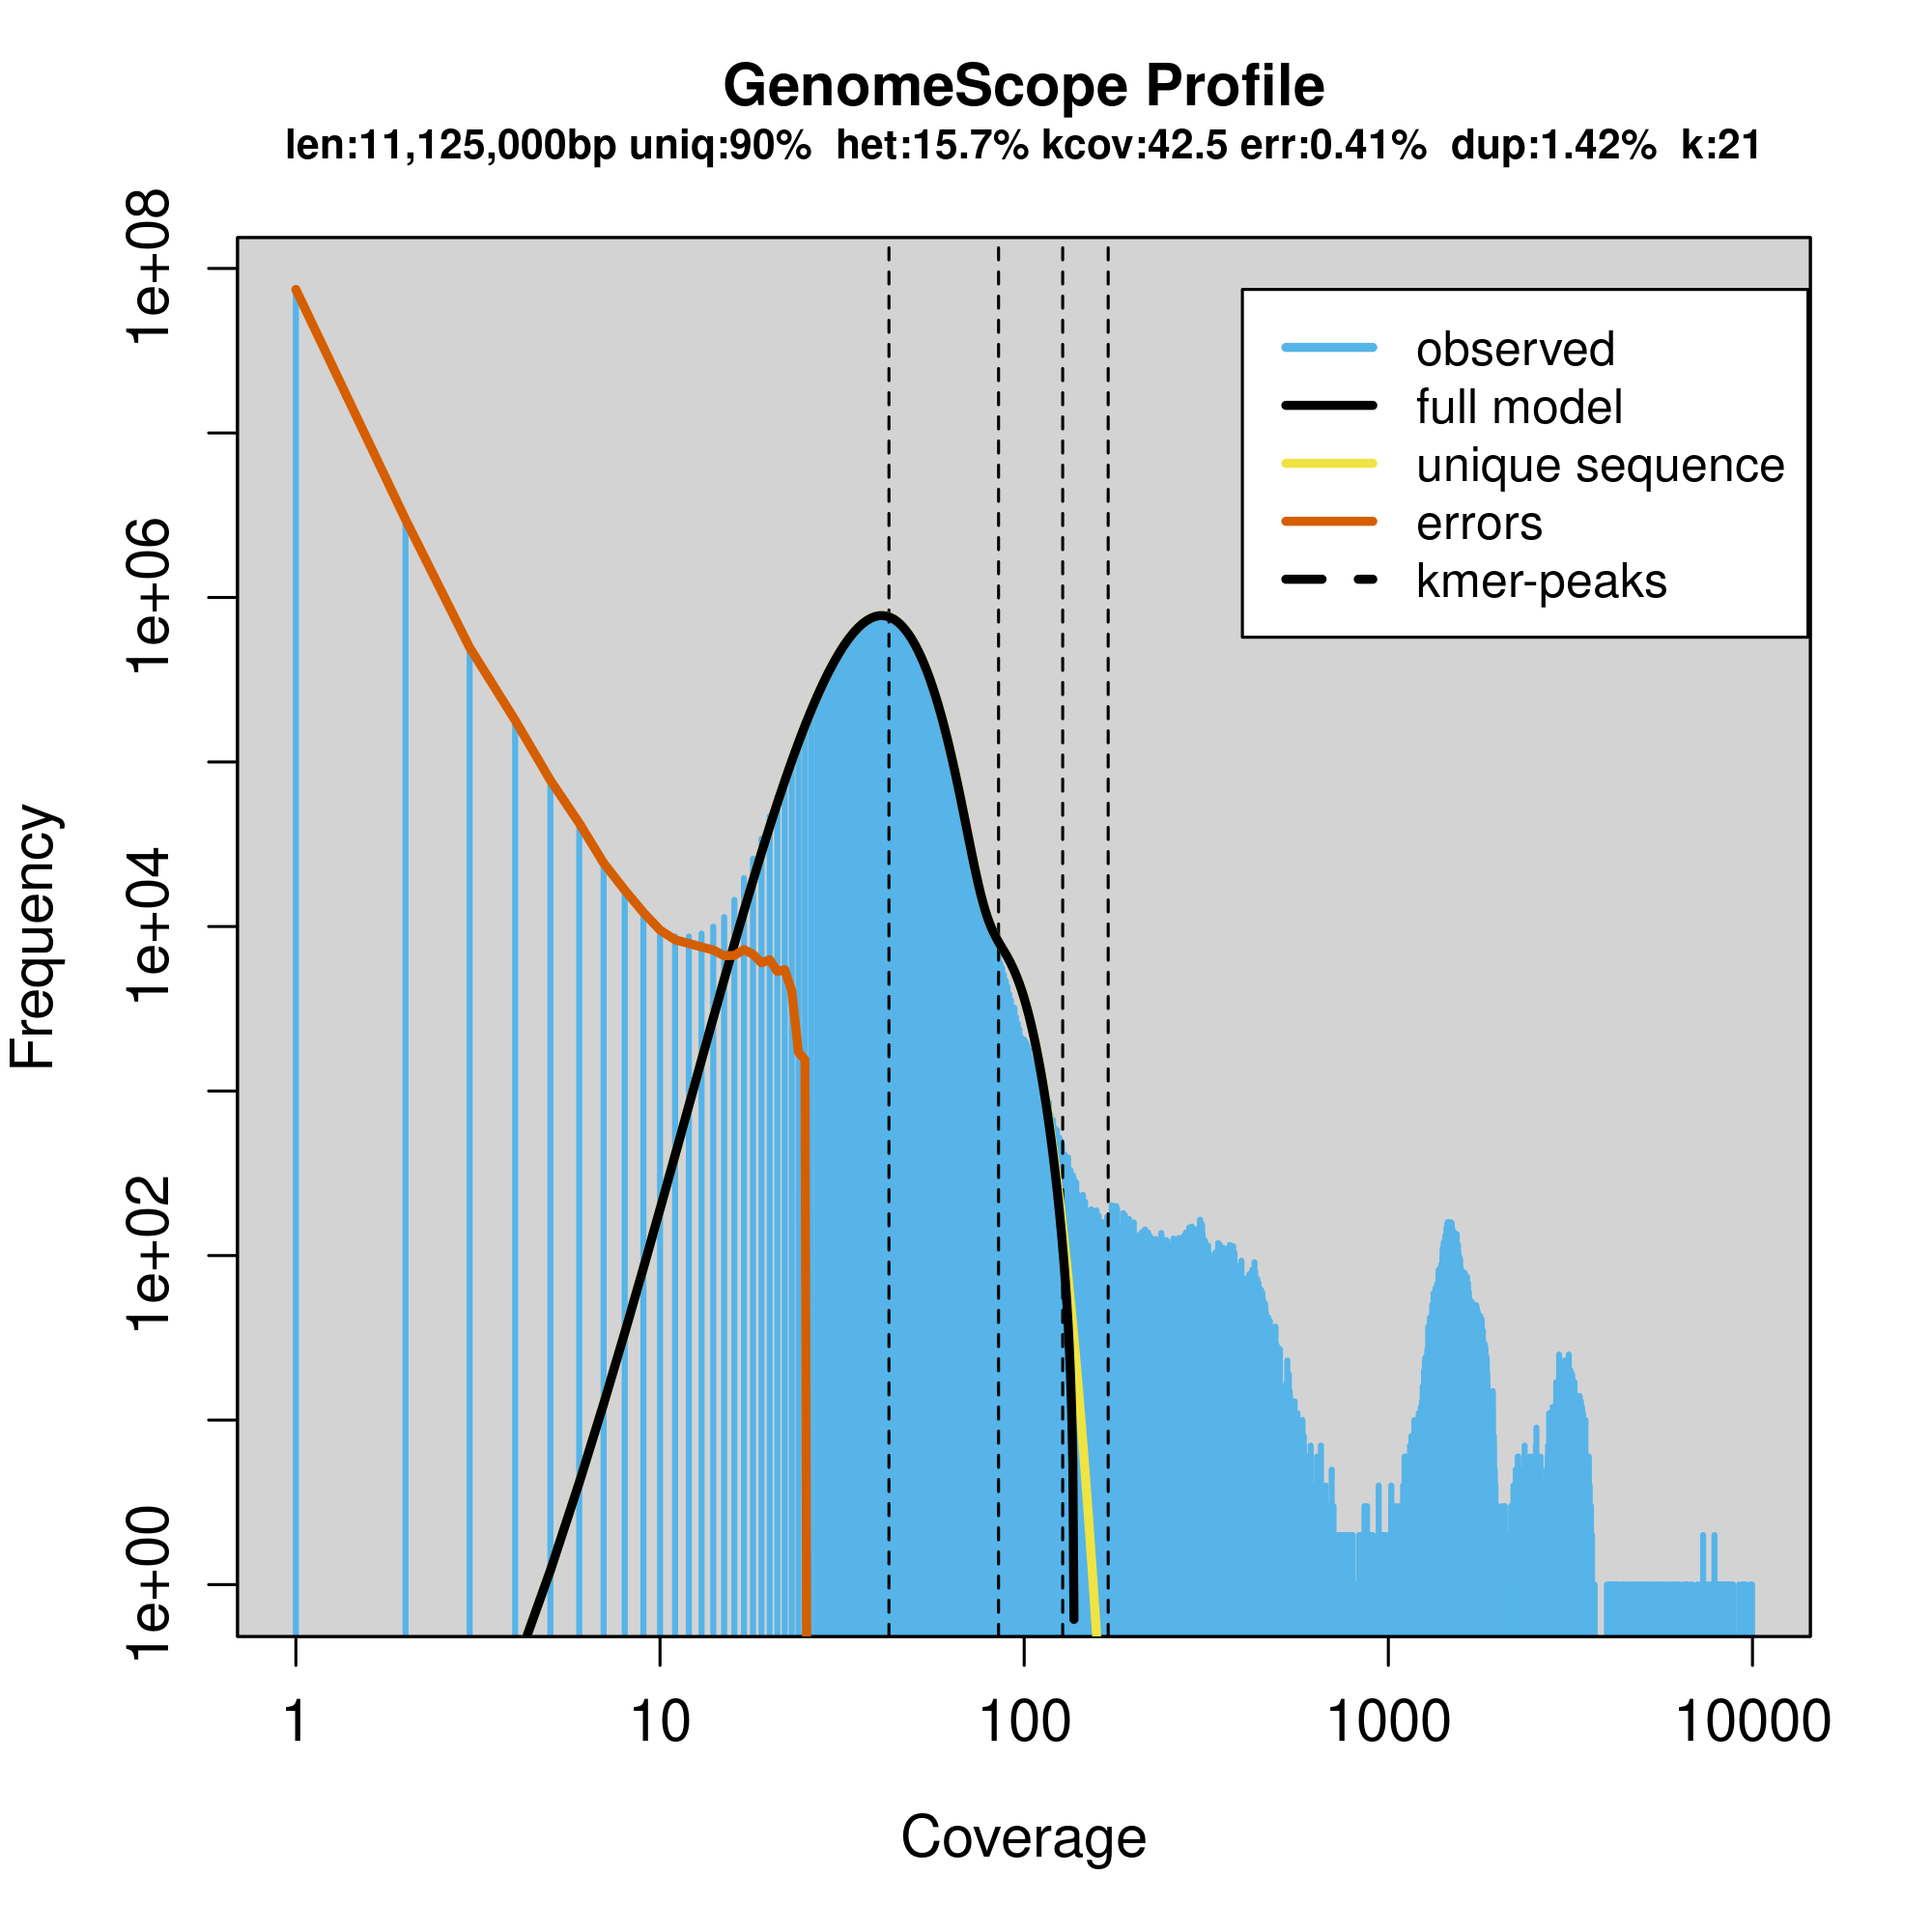 GenomeScope Profile
len:11,125,000bp uniq:90% het:15.7% kcov:42.5 err:0.41% dup:1.42% k:21
1e+08
1e+06
1e+04
1e+02
1e+00
Frequency
observed
full model
unique sequence
errors
kmer-peaks
1 10 100 1000 10000
Coverage